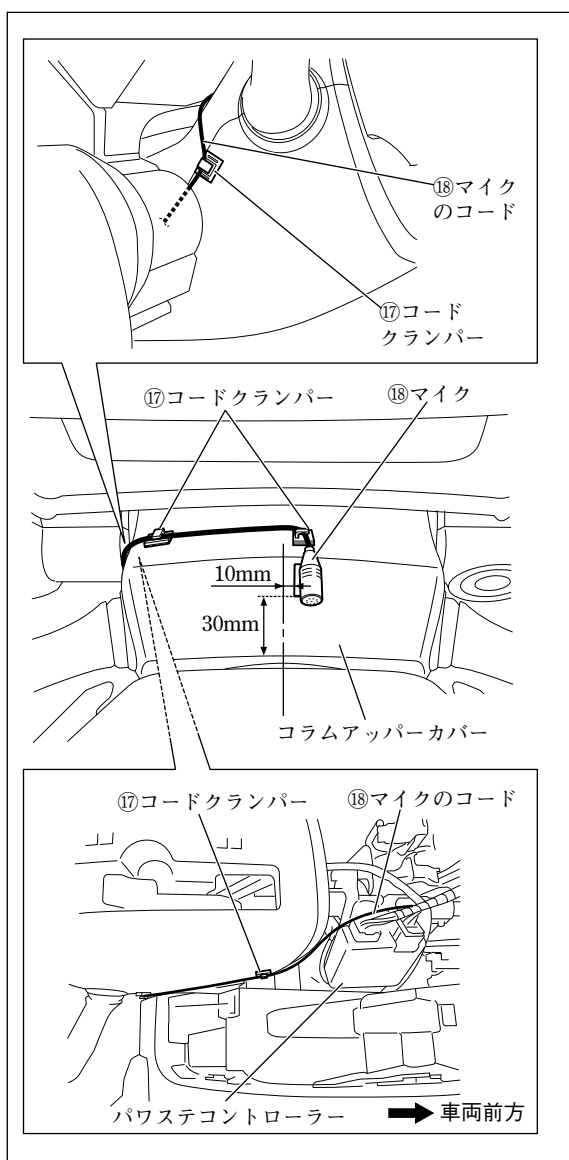 ⑱マイク
のコード
⑰コード
クランパー
⑰コードクランパー
⑱マイク
10mm
30mm
コラムアッパーカバー
⑰コードクランパー
⑱マイクのコード
パワステコントローラー
車両前方